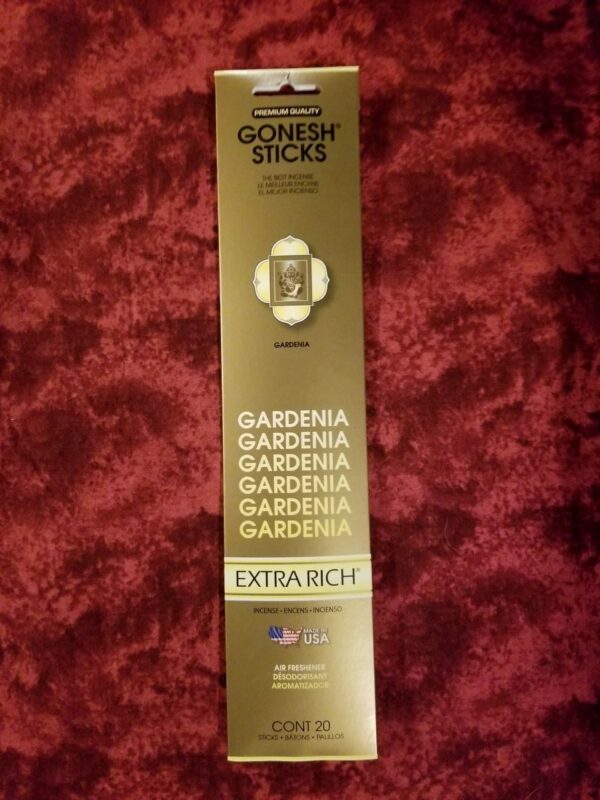 PREMIUM QUALITY
GONESH®
STICKS
THE BEST INCENSE
LE MEILLEUR ENCENS
EL MEJOR INCIENSO
GARDENIA
GARDENIA
GARDENIA
GARDENIA
GARDENIA
GARDENIA
GARDENIA
EXTRA RICH®
INCENSE • ENCENS • INCIENSO
MADE IN
USA
AIR FRESHENER
DÉSODORISANT
AROMATIZADOR
CONT 20
STICKS • BÂTONS • PALILLOS